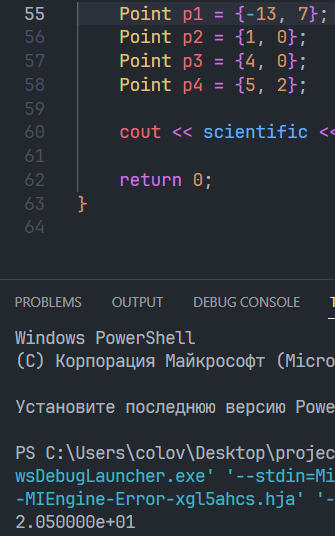 55 Point p1 = {-13, 7};
56 Point p2 = {1, 0};
57 Point p3 = {4, 0};
58 Point p4 = {5, 2};
59
60 cout << scientific <<
61
62 return 0;
63 }
64
PROBLEMS OUTPUT DEBUG CONSOLE
Windows PowerShell
(C) Корпорация Майкрософт (Micro
Установите последнюю версию Powe
PS C:\Users\colov\Desktop\projec
wsDebugLauncher.exe' '--stdin=Mi
-MIEngine-Error-xgl5ahcs.hja' '-
2.050000e+01